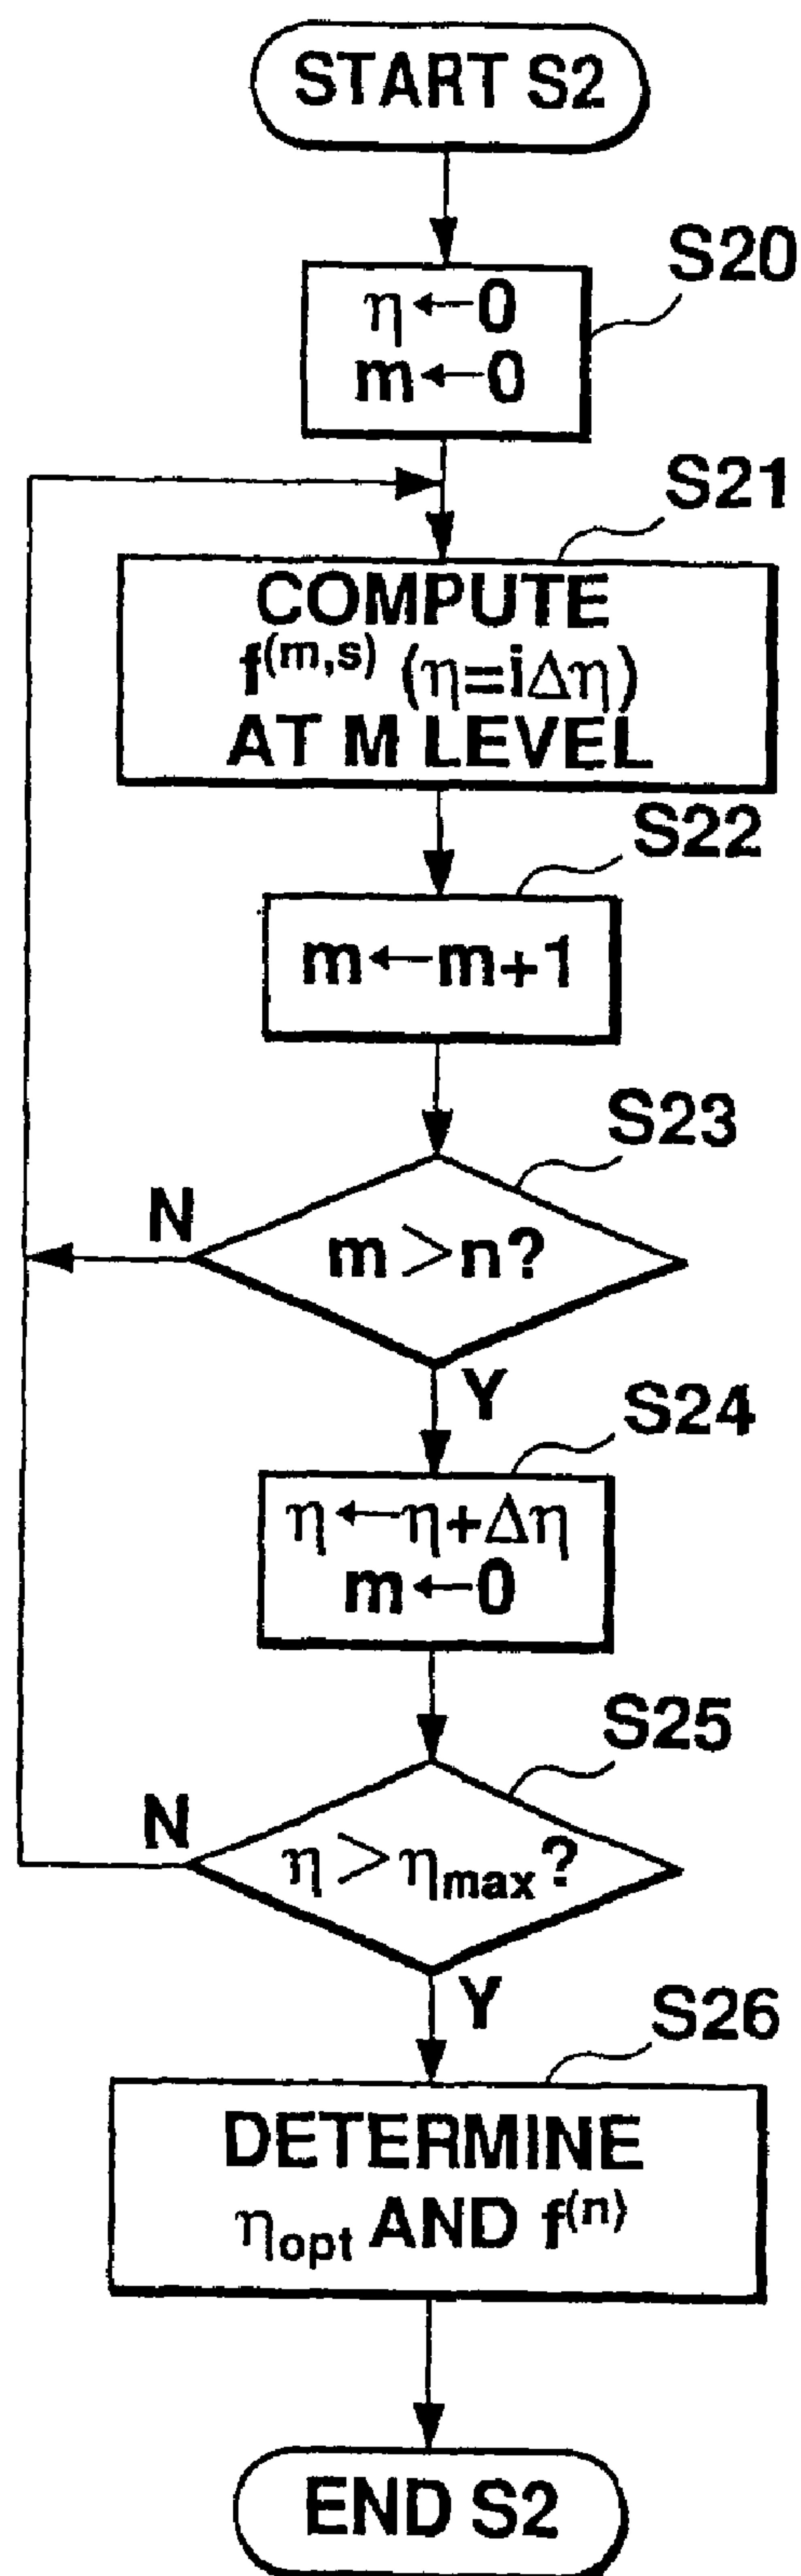 START S2
S20
η←0
m←0
S21
COMPUTE
f(m,s) (η=iΔη)
AT M LEVEL
S22
m←m+1
S23
N
m>n?
Y
S24
η←η+Δη
m←0
S25
N
η>ηmax?
Y
S26
DETERMINE
ηopt AND f(n)
END S2